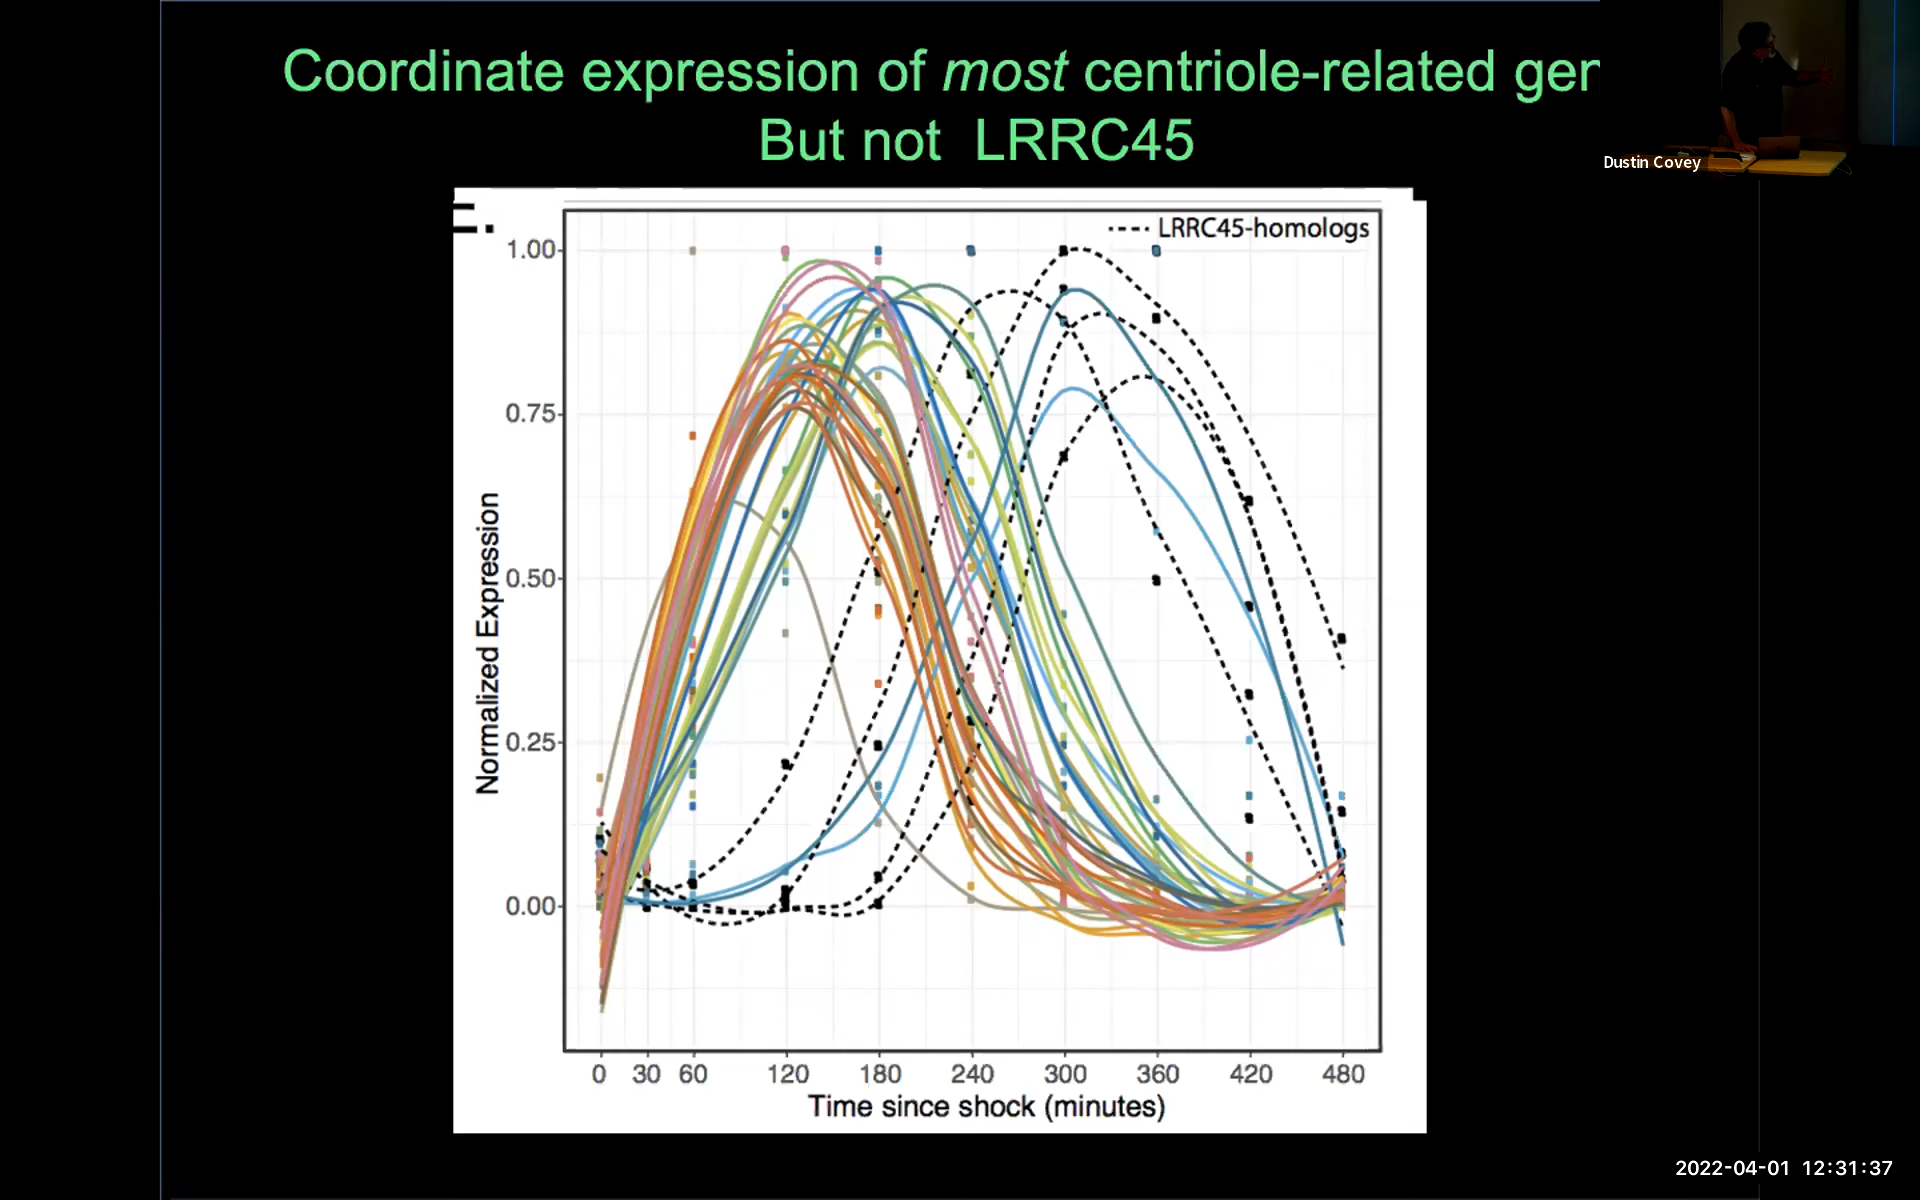 Coordinate expression of most centriole-related gen
But not LRRC45
Dustin Covey
LRRC45-homologs
1.00
0.75
0.50
0.25
0.00
Normalized Expression
0 30 60 120 180 240 300 360 420 480
Time since shock (minutes)
2022-04-01 12:31:37